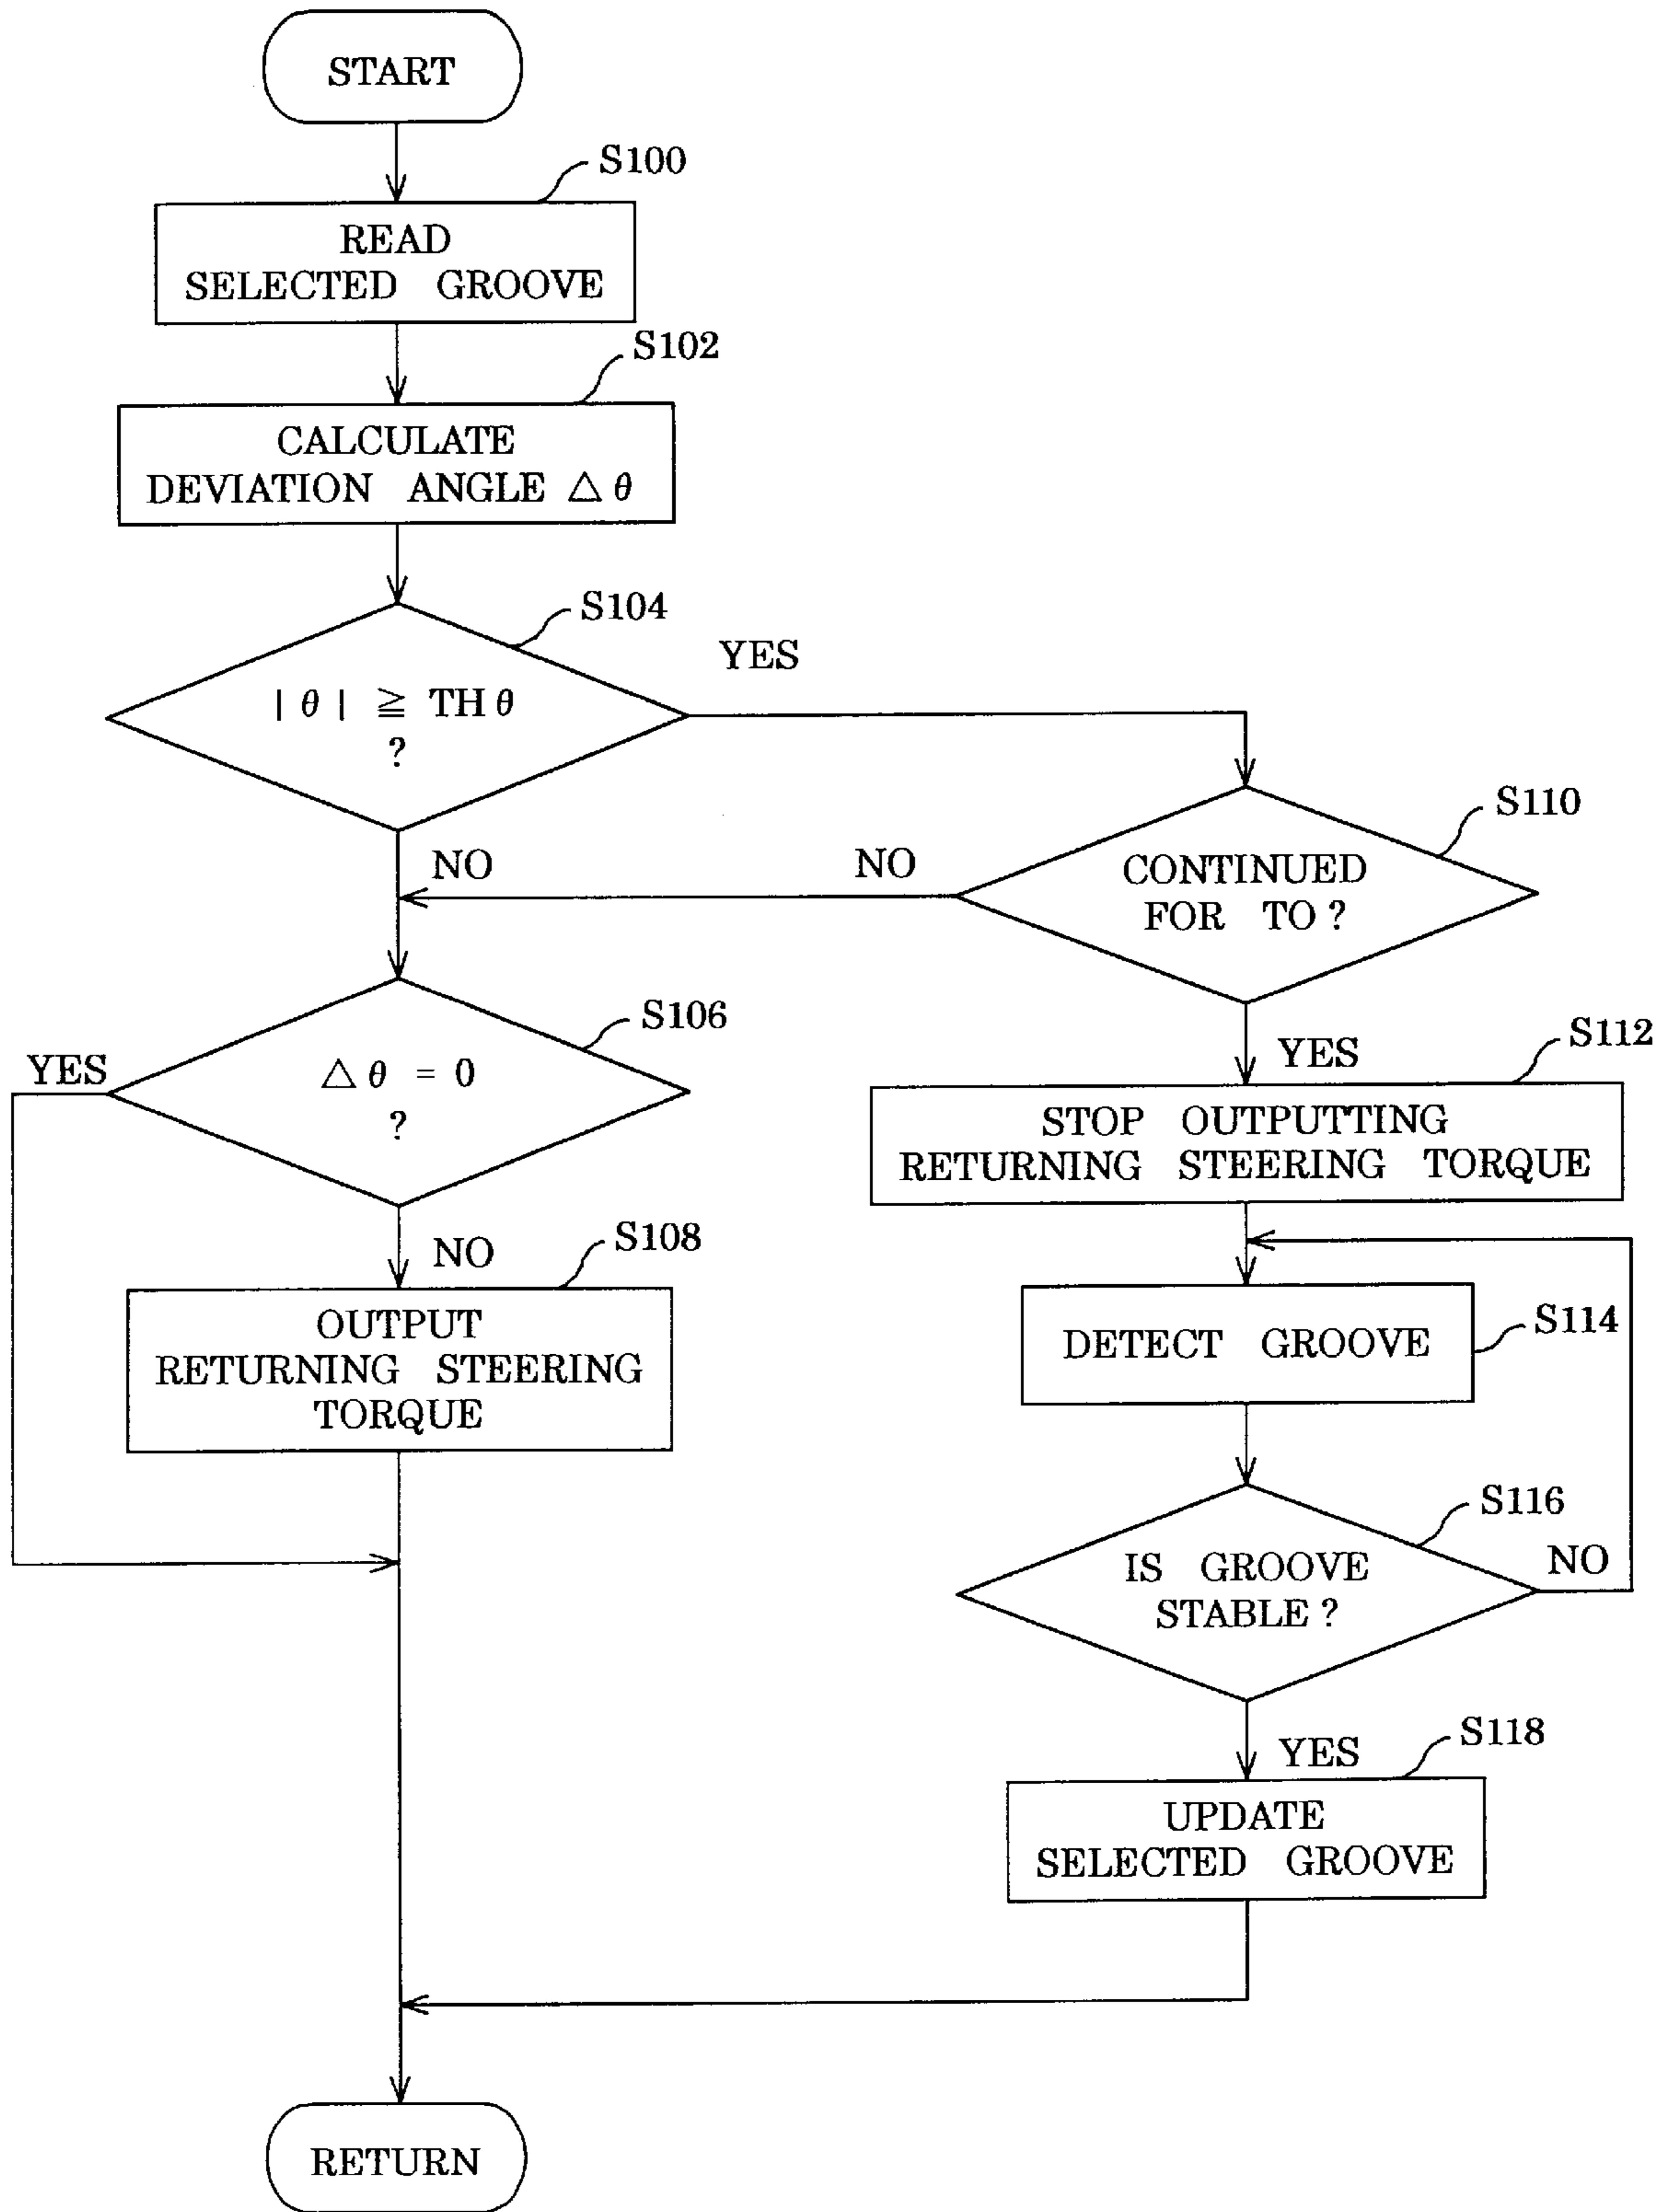 START
S100
READ
SELECTED GROOVE
S102
CALCULATE
DEVIATION ANGLE △θ
S104
YES
| θ | ≧ THθ
?
S110
NO
NO
CONTINUED
FOR TO ?
S106
YES
△θ = 0
?
YES
S112
STOP OUTPUTTING
RETURNING STEERING TORQUE
NO
S108
OUTPUT
RETURNING STEERING
TORQUE
DETECT GROOVE
S114
S116
IS GROOVE
STABLE ?
NO
YES
S118
UPDATE
SELECTED GROOVE
RETURN